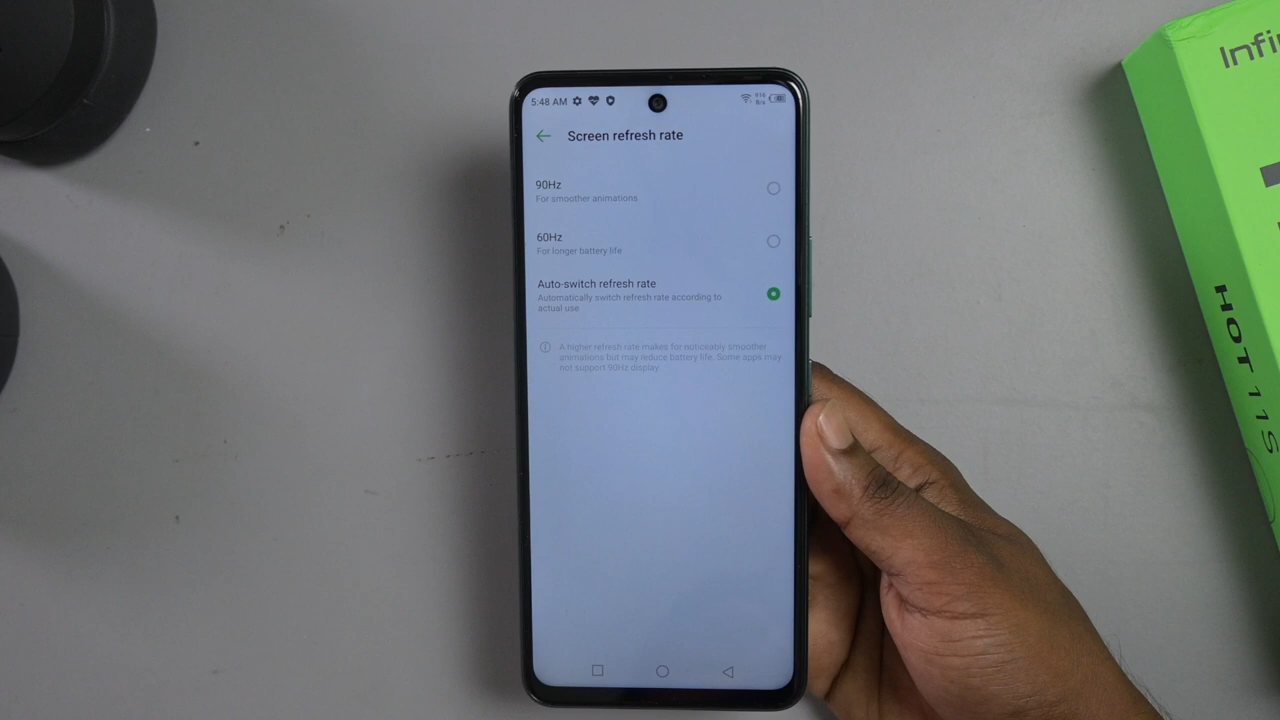 5:48 AM
916
B/s
Screen refresh rate
90Hz
For smoother animations
60Hz
For longer battery life
Auto-switch refresh rate
Automatically switch refresh rate according to
actual use
A higher refresh rate makes for noticeably smoother
animations but may reduce battery life. Some apps may
not support 90Hz display.
Infi
HOT 11S